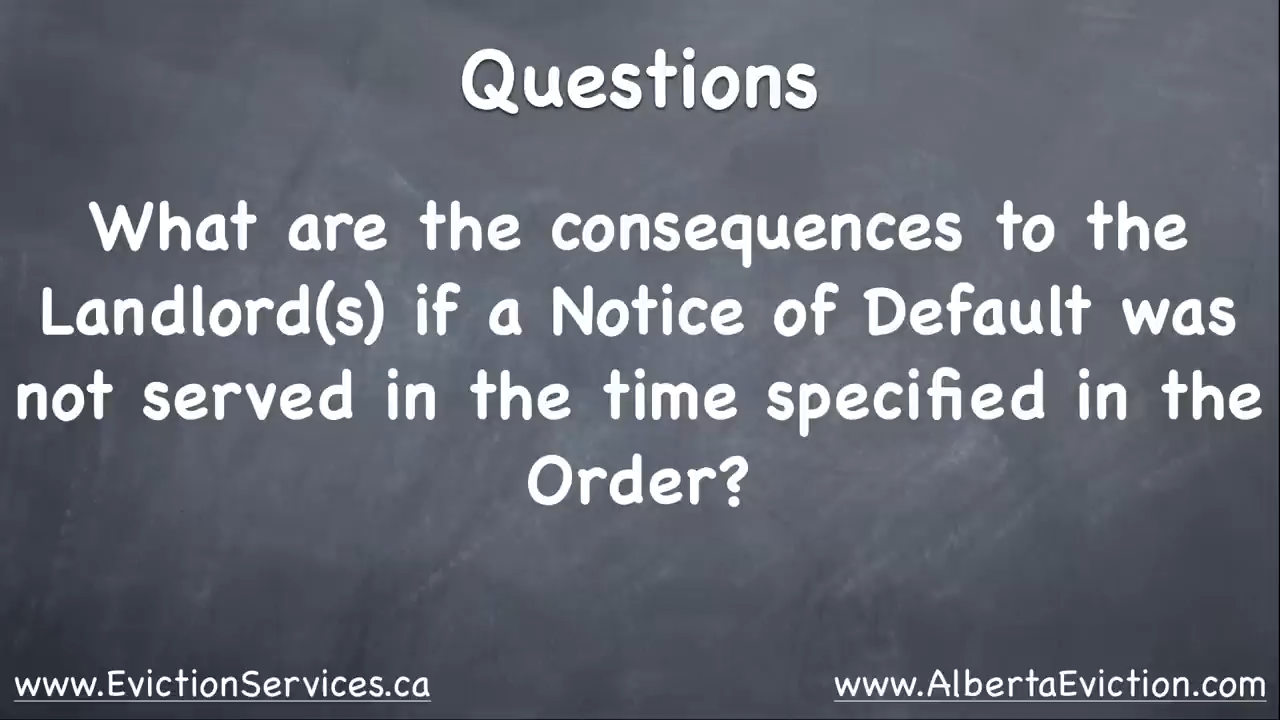 Questions
What are the consequences to the
Landlord(s) if a Notice of Default was
not served in the time specified in the
Order?
www.EvictionServices.ca
www.AlbertaEviction.com